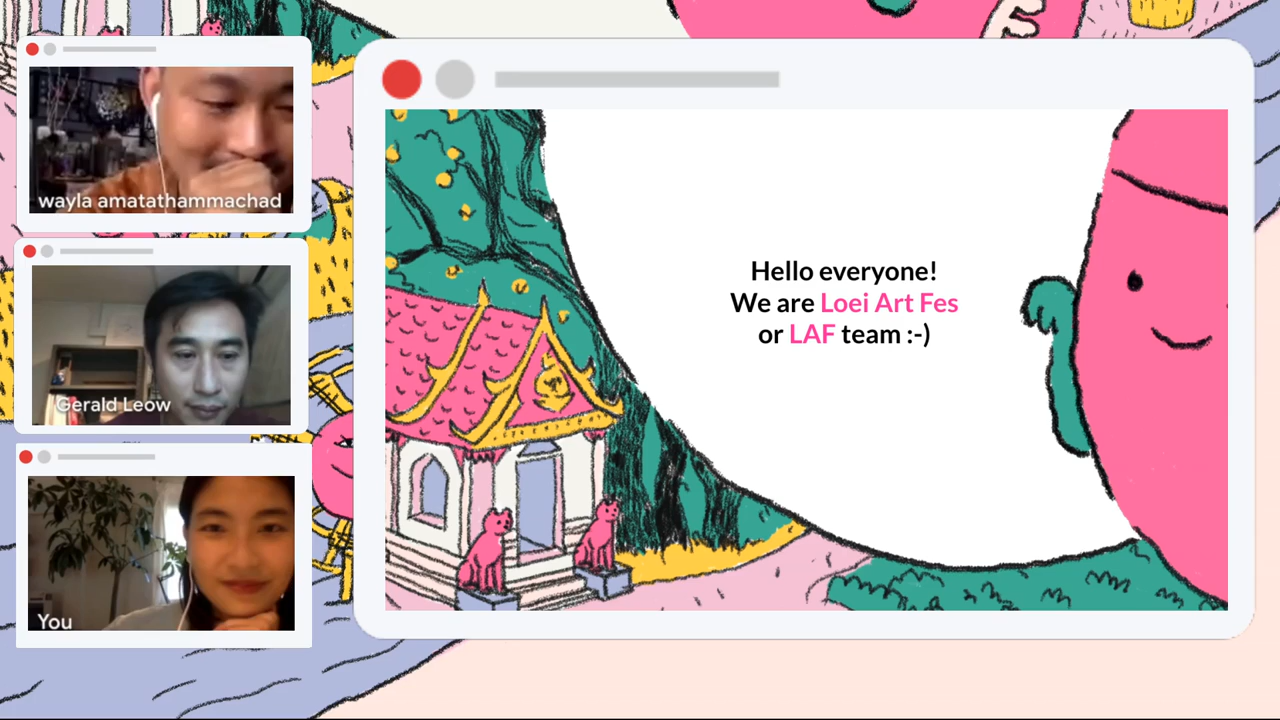 wayla amatathammachad
Gerald Leow
You
Hello everyone!
We are Loei Art Fes
or LAF team :-)